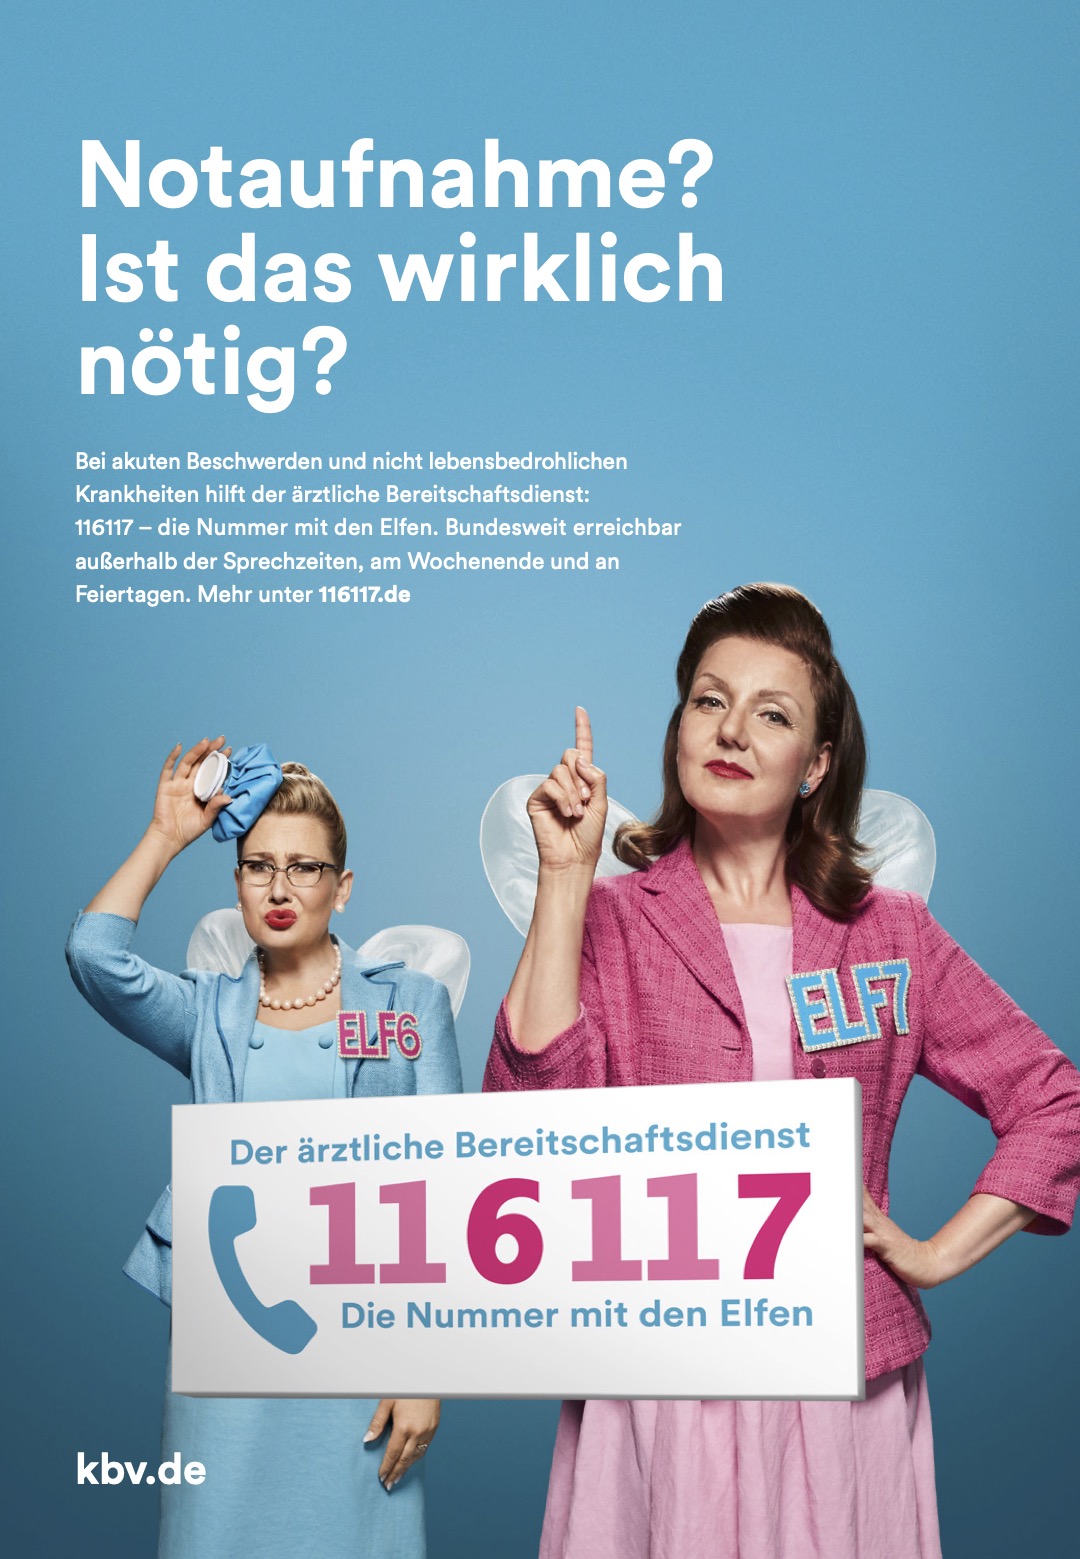 Notaufnahme?
Ist das wirklich
nötig?
Bei akuten Beschwerden und nicht lebensbedrohlichen
Krankheiten hilft der ärztliche Bereitschaftsdienst:
116117 – die Nummer mit den Elfen. Bundesweit erreichbar
außerhalb der Sprechzeiten, am Wochenende und an
Feiertagen. Mehr unter 116117.de
ELF7
ELF6
Der ärztliche Bereitschaftsdienst
116117
Die Nummer mit den Elfen
kbv.de